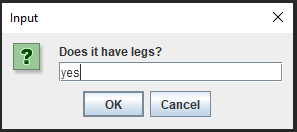 Input
Does it have legs?
yes
OK Cancel